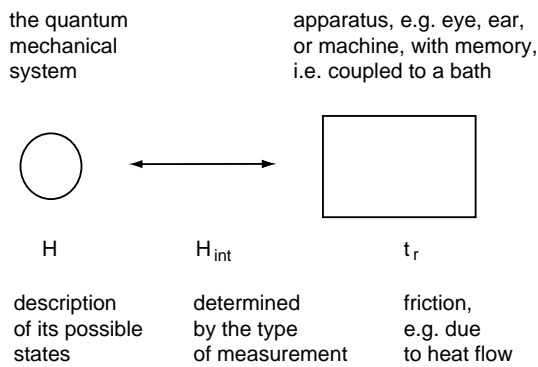 the quantum
mechanical
system
apparatus, e.g. eye, ear,
or machine, with memory,
i.e. coupled to a bath
H
H int
t r
description
of its possible
states
determined
by the type
of measurement
friction,
e.g. due
to heat flow